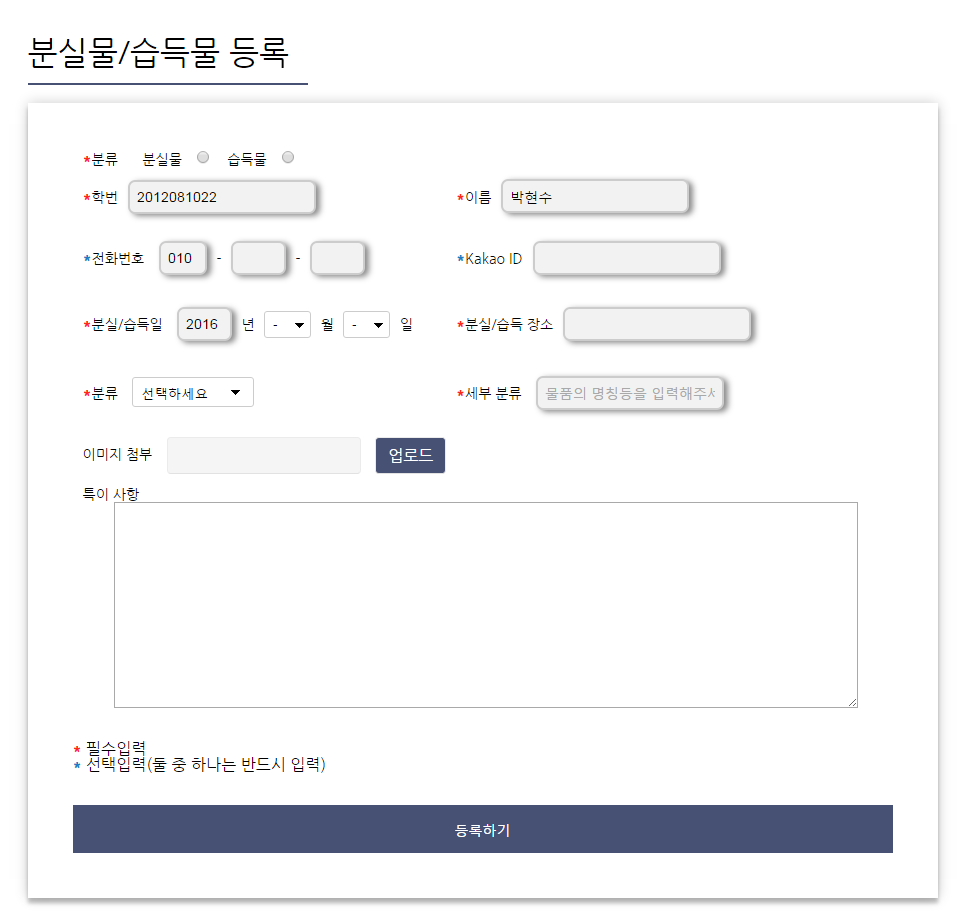 분실물/습득물 등록
*분류 분실물 습득물
*학번 2012081022 *이름 박현수
*전화번호 010 - - *Kakao ID
*분실/습득일 2016 년 - 월 - 일 *분실/습득 장소
*분류 선택하세요 *세부 분류 물품의 명칭등을 입력해주시
이미지 첨부 업로드
특이 사항
* 필수입력
* 선택입력(둘 중 하나는 반드시 입력)
등록하기